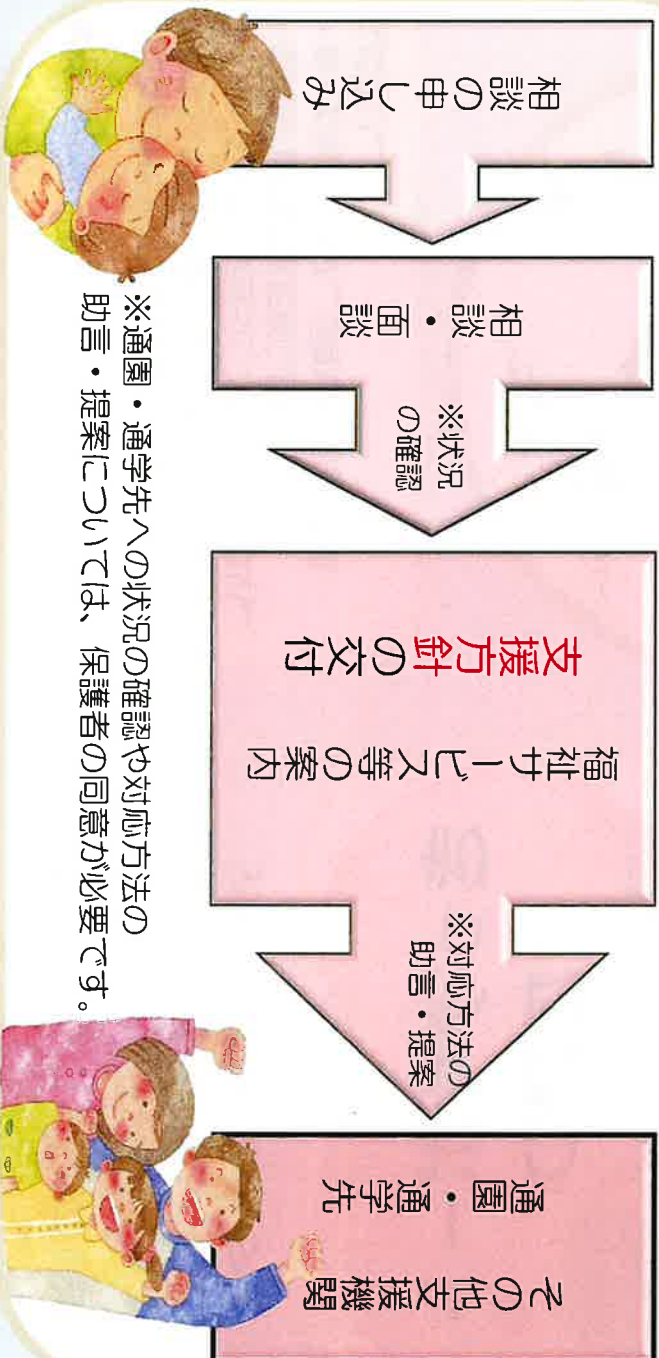 相談の申し込み
相談・面談
※状況
の確認
支援方針の交付
福祉サービス等の案内
※対応方法の
助言・提案
通園・通学先
その他支援機関
※通園・通学先への状況の確認や対応方法の
助言・提案については、保護者の同意が必要です。